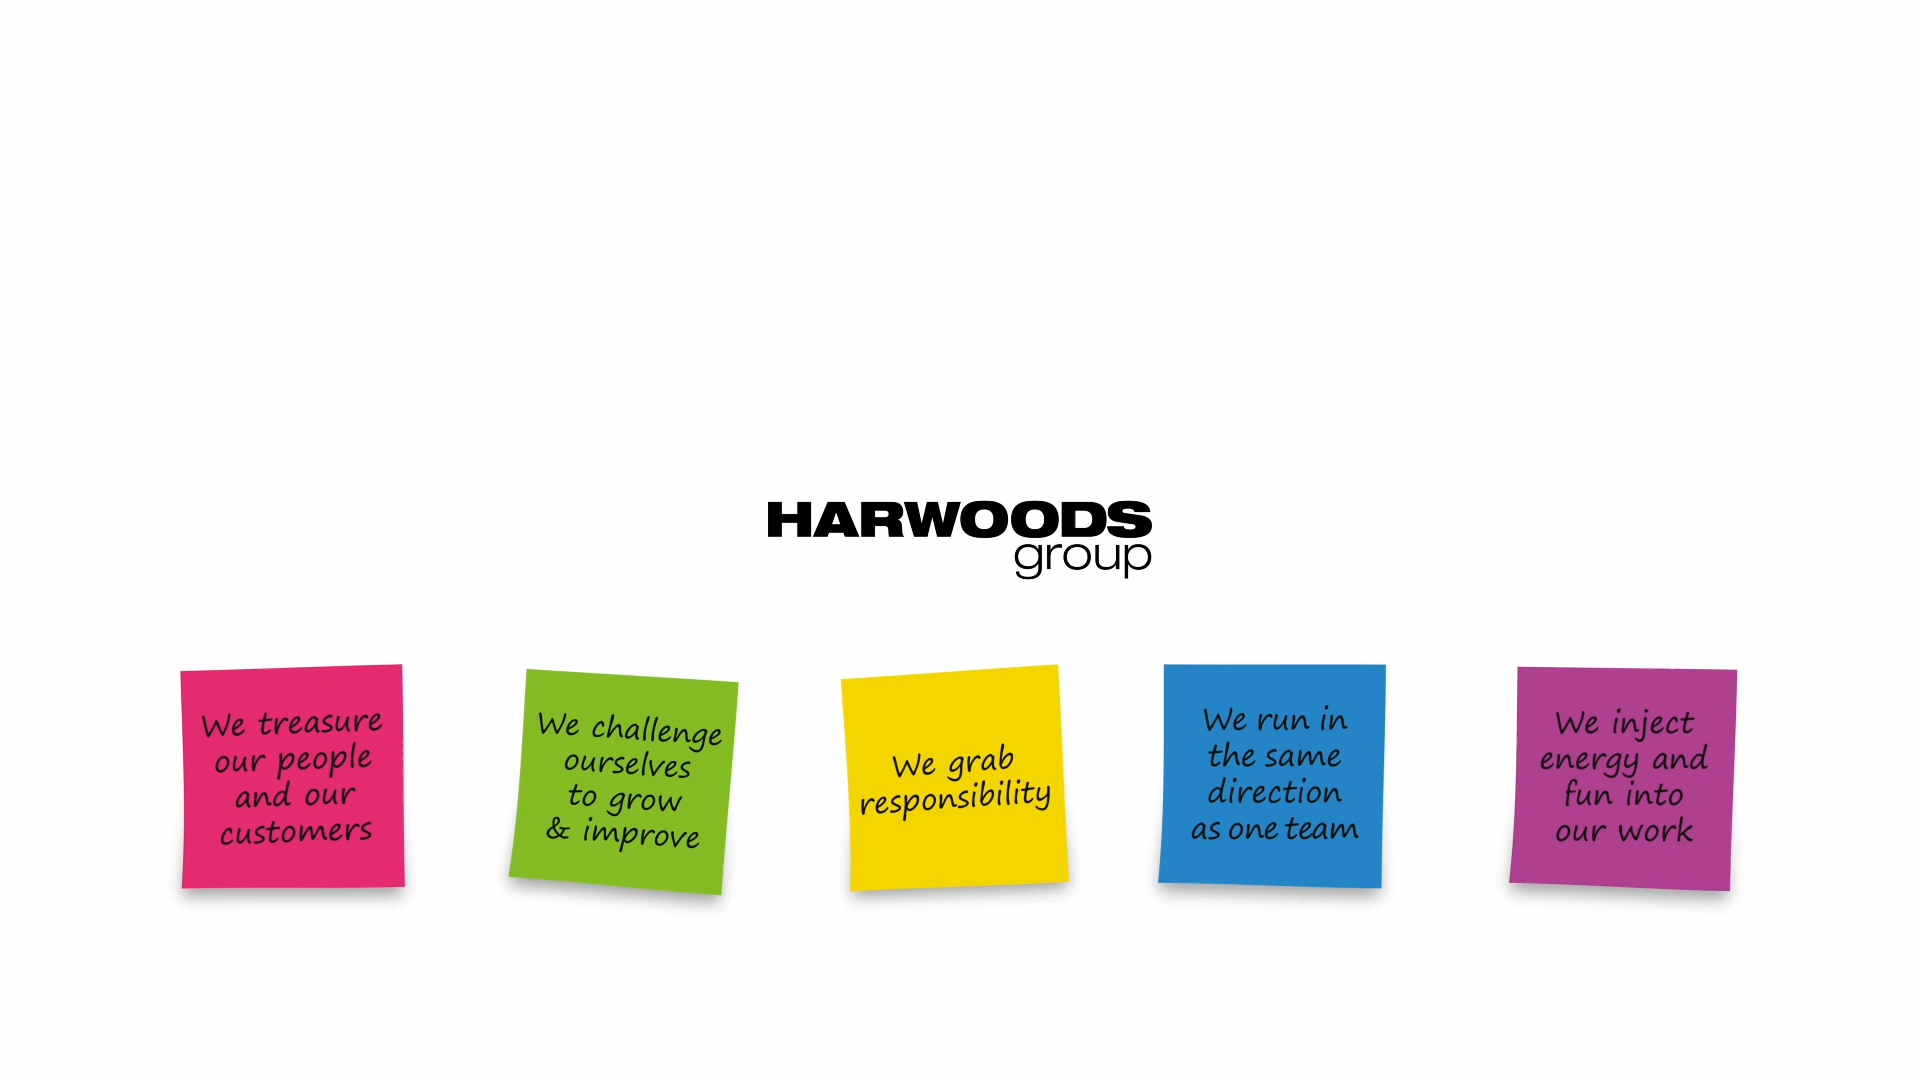 HARWOODS
group
We treasure
our people
and our
customers
We challenge
ourselves
to grow
& improve
We grab
responsibility
We run in
the same
direction
as one team
We inject
energy and
fun into
our work